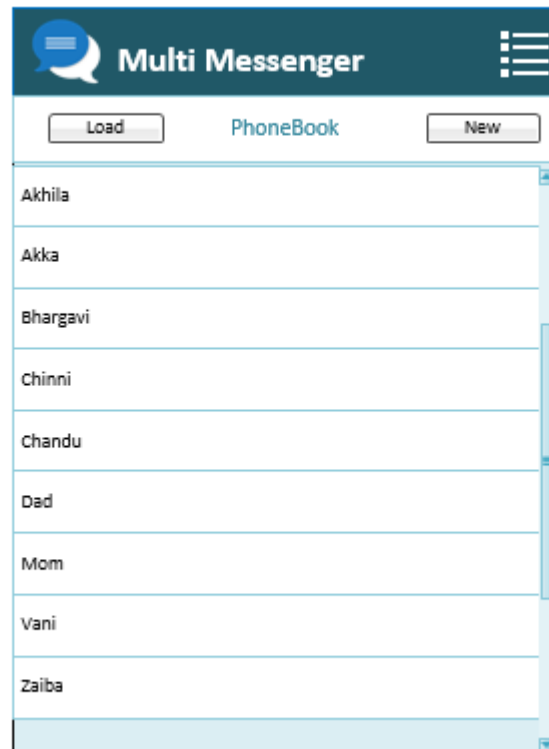 Multi Messenger
Load PhoneBook New
Akhila
Akka
Bhargavi
Chinni
Chandu
Dad
Mom
Vani
Zaiba